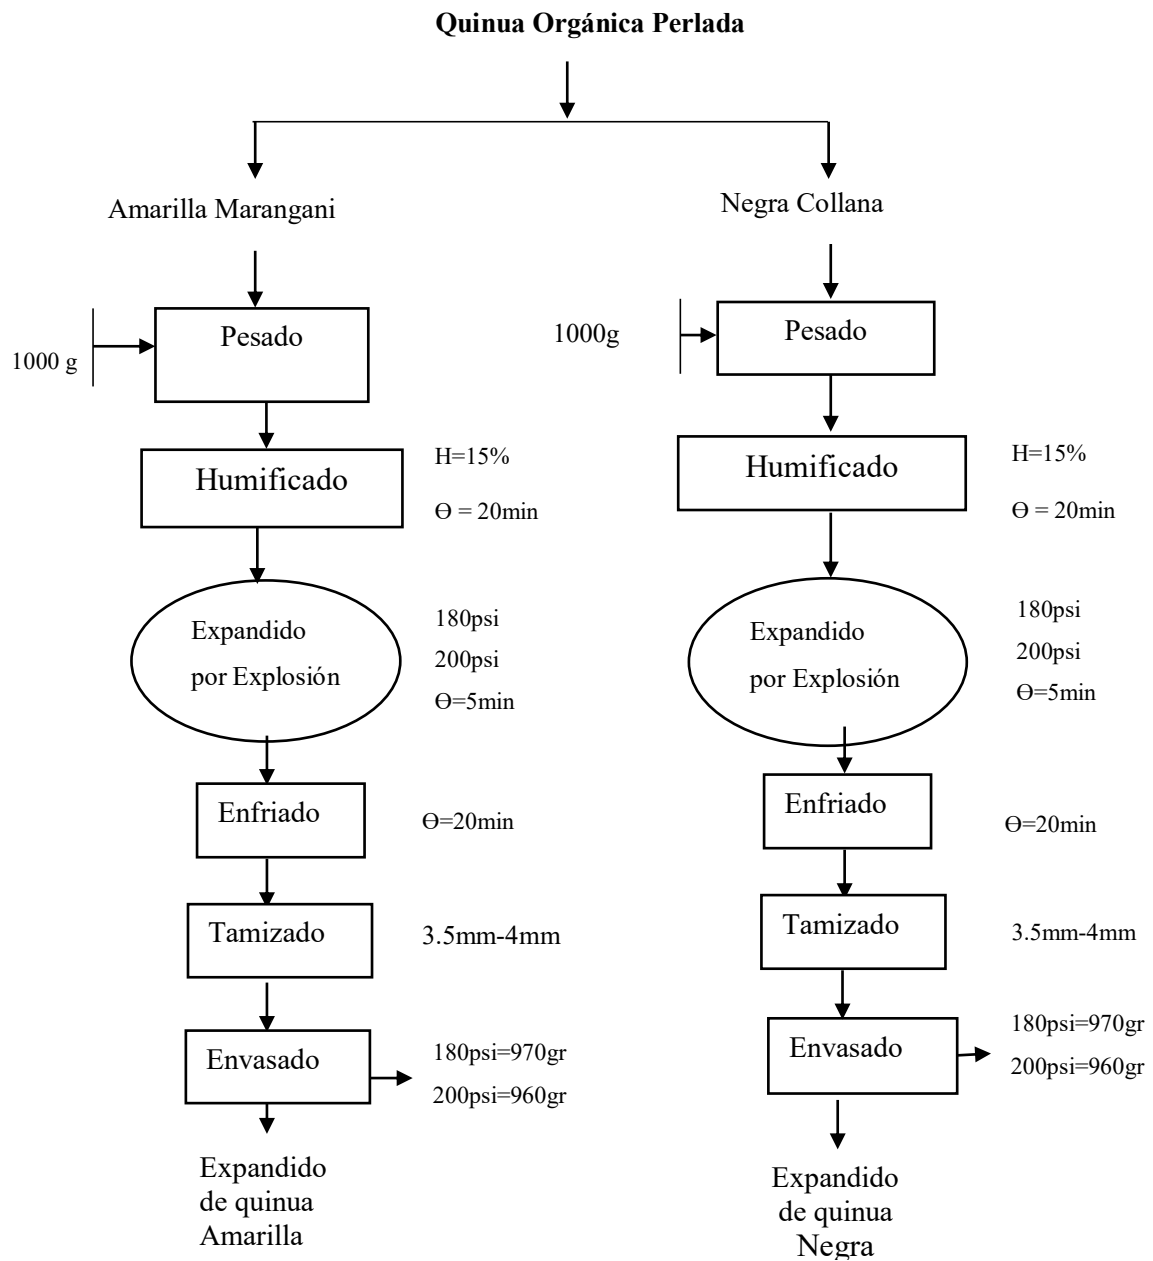 Quinua Orgánica Perlada
Amarilla Marangani
1000 g
Pesado
Humificado
H=15%
Ɵ = 20min
Expandido
por Explosión
180psi
200psi
Ɵ=5min
Enfriado
Ɵ=20min
Tamizado
3.5mm-4mm
Envasado
180psi=970gr
200psi=960gr
Expandido
de quinua
Amarilla
Negra Collana
1000g
Pesado
Humificado
H=15%
Ɵ = 20min
Expandido
por Explosión
180psi
200psi
Ɵ=5min
Enfriado
Ɵ=20min
Tamizado
3.5mm-4mm
Envasado
180psi=970gr
200psi=960gr
Expandido
de quinua
Negra